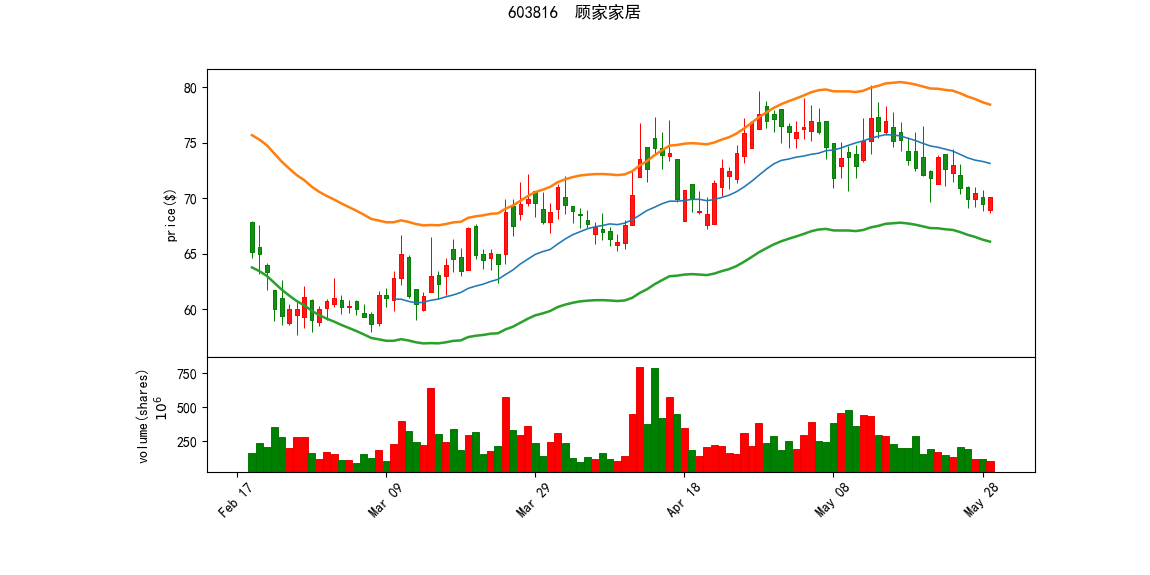 603816  顾家家居
price($)
80
75
70
65
60
volume(shares)
10^6
750
500
250
Feb 17
Mar 09
Mar 29
Apr 18
May 08
May 28